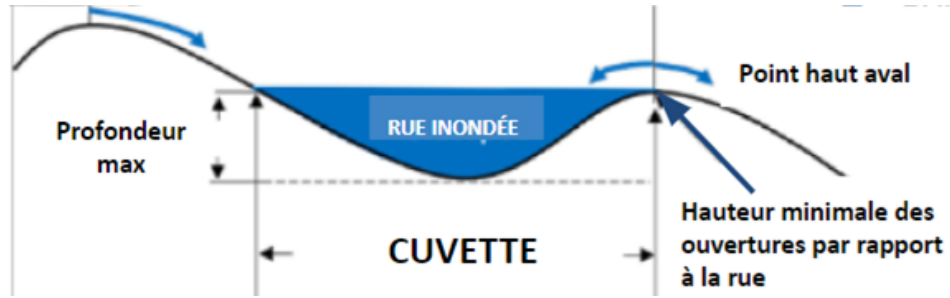 Point haut aval
Profondeur
max
RUE INONDÉE
CUVETTE
Hauteur minimale des
ouvertures par rapport
à la rue